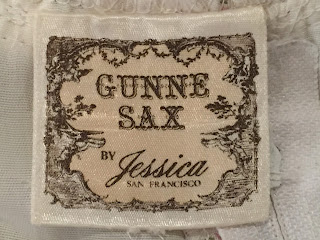 GUNNE
SAX
BY Jessica
SAN FRANCISCO